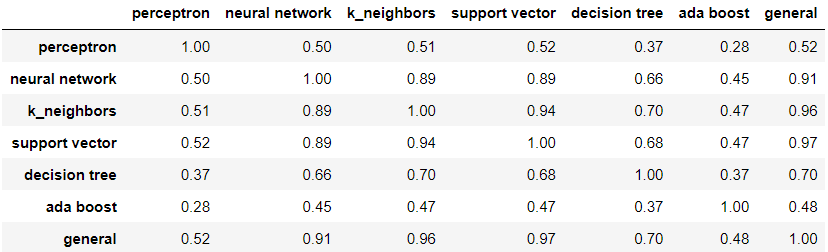 perceptron neural network k_neighbors support vector decision tree ada boost general
perceptron 1.00 0.50 0.51 0.52 0.37 0.28 0.52
neural network 0.50 1.00 0.89 0.89 0.66 0.45 0.91
k_neighbors 0.51 0.89 1.00 0.94 0.70 0.47 0.96
support vector 0.52 0.89 0.94 1.00 0.68 0.47 0.97
decision tree 0.37 0.66 0.70 0.68 1.00 0.37 0.70
ada boost 0.28 0.45 0.47 0.47 0.37 1.00 0.48
general 0.52 0.91 0.96 0.97 0.70 0.48 1.00